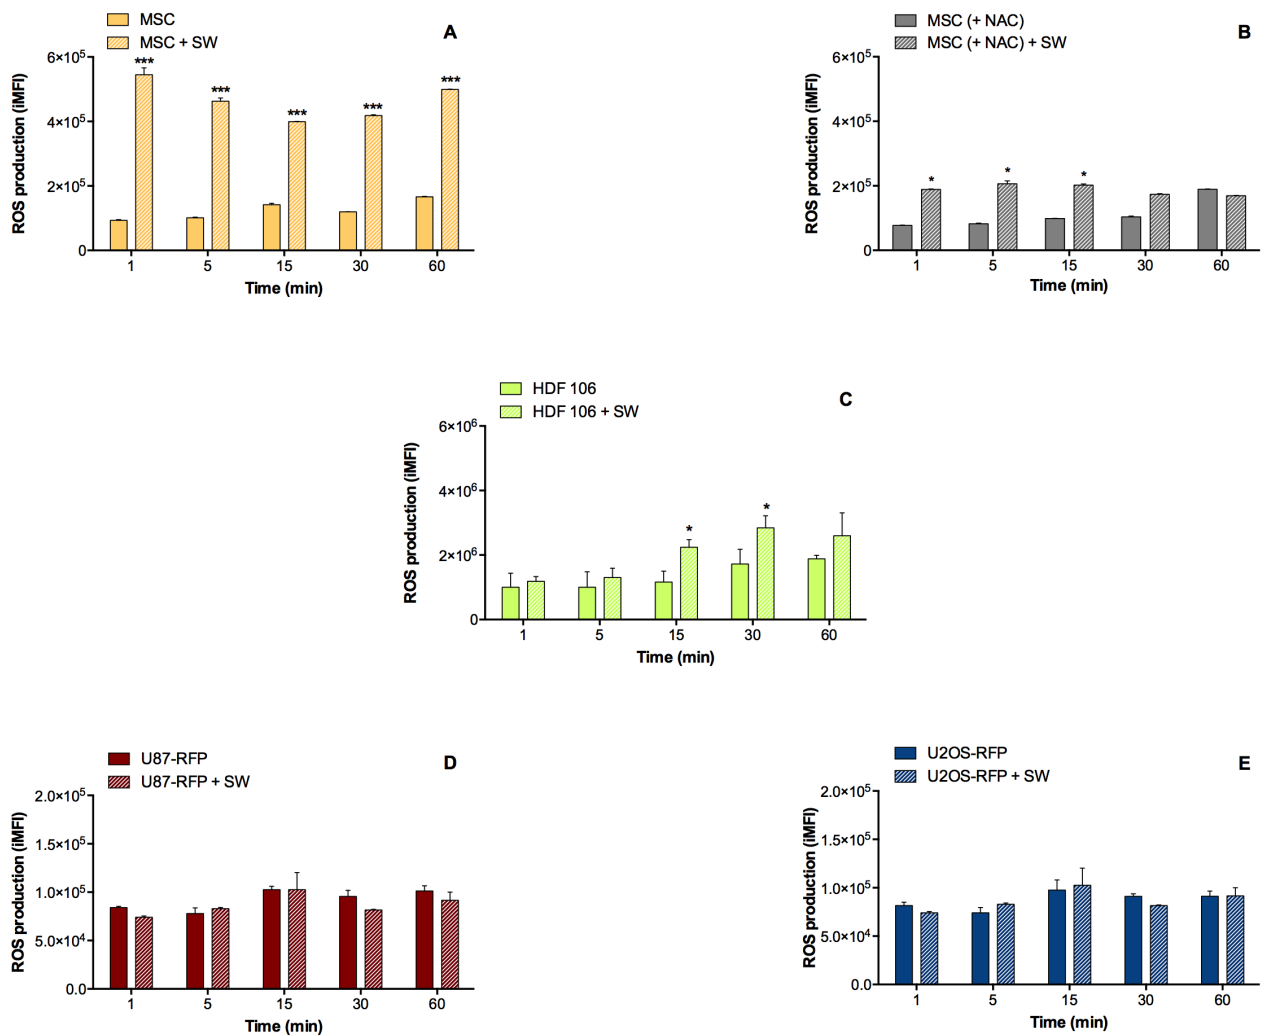 MSC
MSC + SW
A
ROS production (iMFI)
6×10⁵
4×10⁵
2×10⁵
0
***
***
***
***
***
1 5 15 30 60
Time (min)
MSC (+ NAC)
MSC (+ NAC) + SW
B
ROS production (iMFI)
6×10⁵
4×10⁵
2×10⁵
0
*
*
*
1 5 15 30 60
Time (min)
HDF 106
HDF 106 + SW
C
ROS production (iMFI)
6×10⁶
4×10⁶
2×10⁶
0
*
*
1 5 15 30 60
Time (min)
U87-RFP
U87-RFP + SW
D
ROS production (iMFI)
2.0×10⁵
1.5×10⁵
1.0×10⁵
5.0×10⁴
0.0
1 5 15 30 60
Time (min)
U2OS-RFP
U2OS-RFP + SW
E
ROS production (iMFI)
2.0×10⁵
1.5×10⁵
1.0×10⁵
5.0×10⁴
0.0
1 5 15 30 60
Time (min)